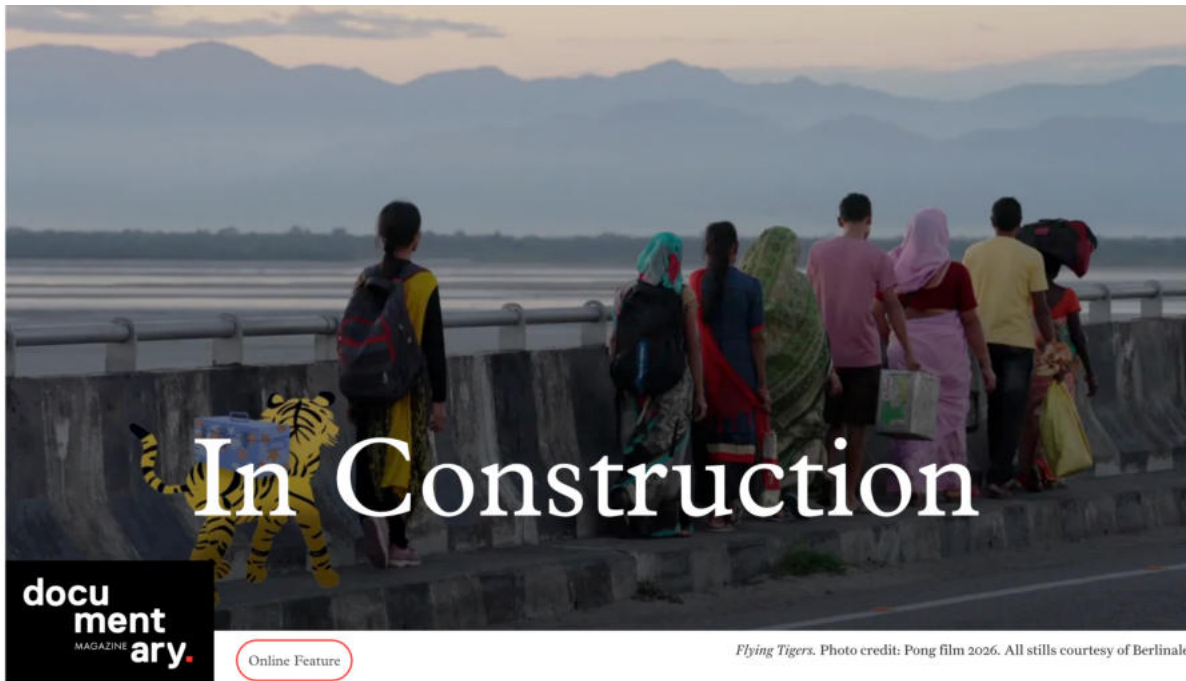 In Construction
docu
ment
MAGAZINE ary.
Online Feature
Flying Tigers. Photo credit: Pong film 2026. All stills courtesy of Berlinale